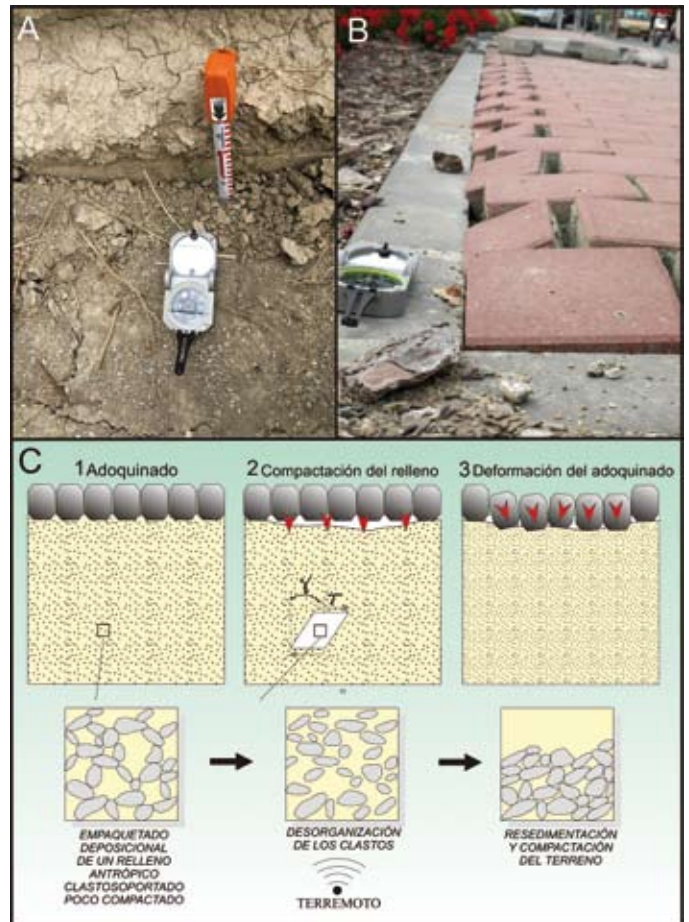 A
B
C
1 Adoquinado
2 Compactación del relleno
3 Deformación del adoquinado
EMPAQUETADO
DEPOSICIONAL
DE UN RELLENO
ANTRÓPICO
CLASTOSOPORTADO
POCO COMPACTADO
DESORGANIZACIÓN
DE LOS CLASTOS
TERREMOTO
RESEDIMENTACIÓN
Y COMPACTACIÓN
DEL TERRENO